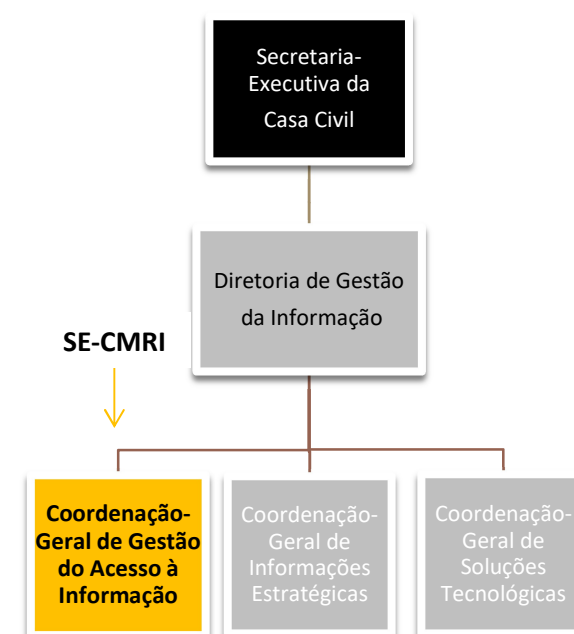 Secretaria-
Executiva da
Casa Civil
Diretoria de Gestão
da Informação
SE-CMRI
Coordenação-
Geral de Gestão
do Acesso à
Informação
Coordenação-
Geral de
Informações
Estratégicas
Coordenação-
Geral de
Soluções
Tecnológicas